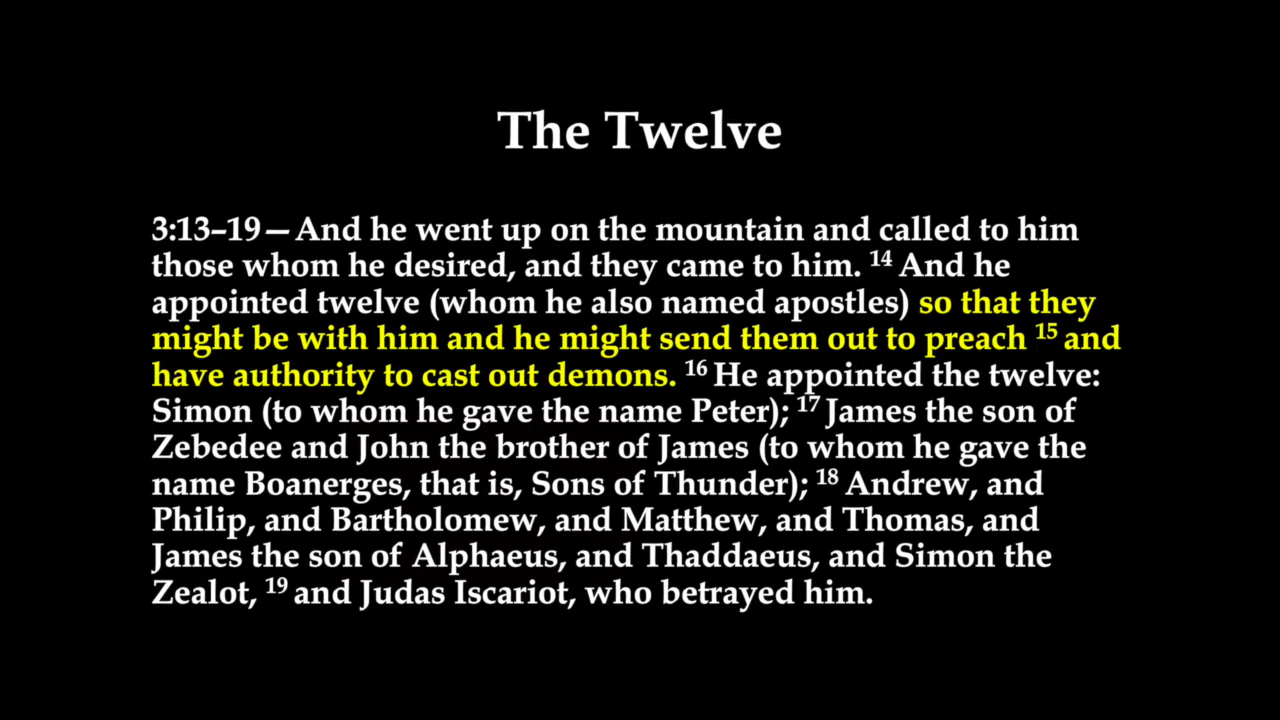 The Twelve
3:13–19—And he went up on the mountain and called to him
those whom he desired, and they came to him. 14 And he
appointed twelve (whom he also named apostles) so that they
might be with him and he might send them out to preach 15 and
have authority to cast out demons. 16 He appointed the twelve:
Simon (to whom he gave the name Peter); 17 James the son of
Zebedee and John the brother of James (to whom he gave the
name Boanerges, that is, Sons of Thunder); 18 Andrew, and
Philip, and Bartholomew, and Matthew, and Thomas, and
James the son of Alphaeus, and Thaddaeus, and Simon the
Zealot, 19 and Judas Iscariot, who betrayed him.